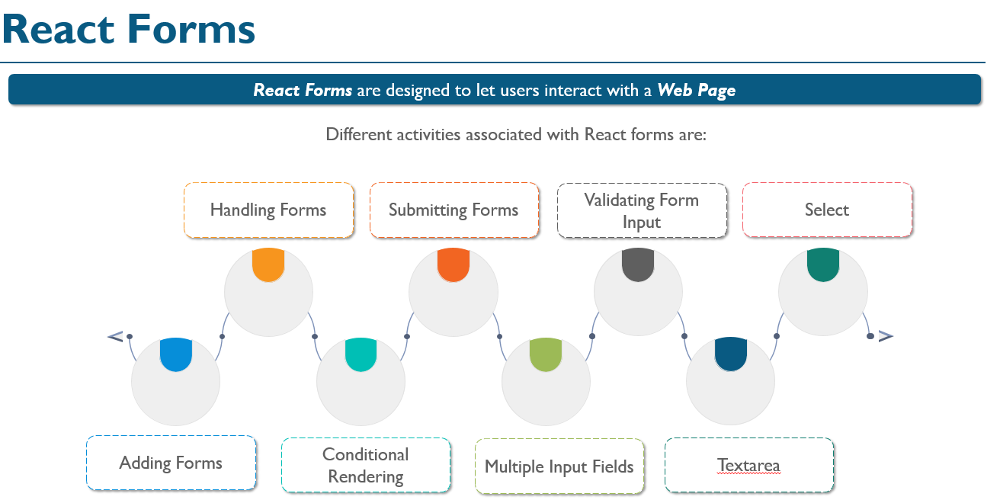 React Forms
React Forms are designed to let users interact with a Web Page
Different activities associated with React forms are:
Handling Forms
Submitting Forms
Validating Form
Input
Select
Adding Forms
Conditional
Rendering
Multiple Input Fields
Textarea